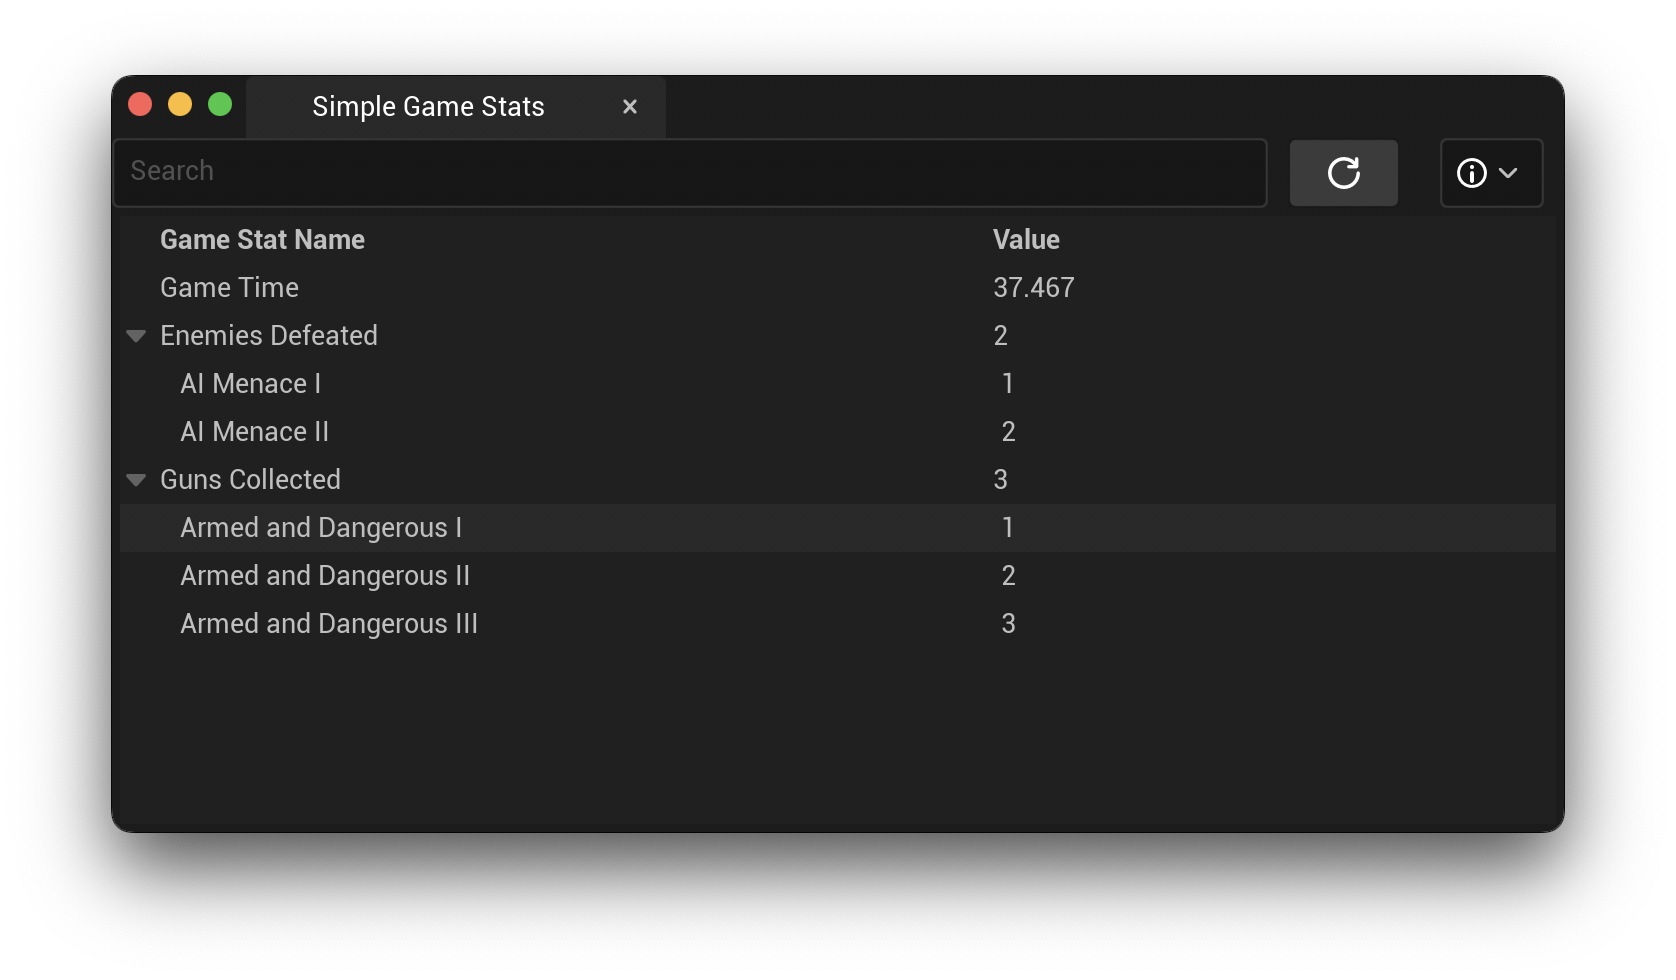 Simple Game Stats
Search
Game Stat Name Value
Game Time 37.467
Enemies Defeated 2
AI Menace I 1
AI Menace II 2
Guns Collected 3
Armed and Dangerous I 1
Armed and Dangerous II 2
Armed and Dangerous III 3